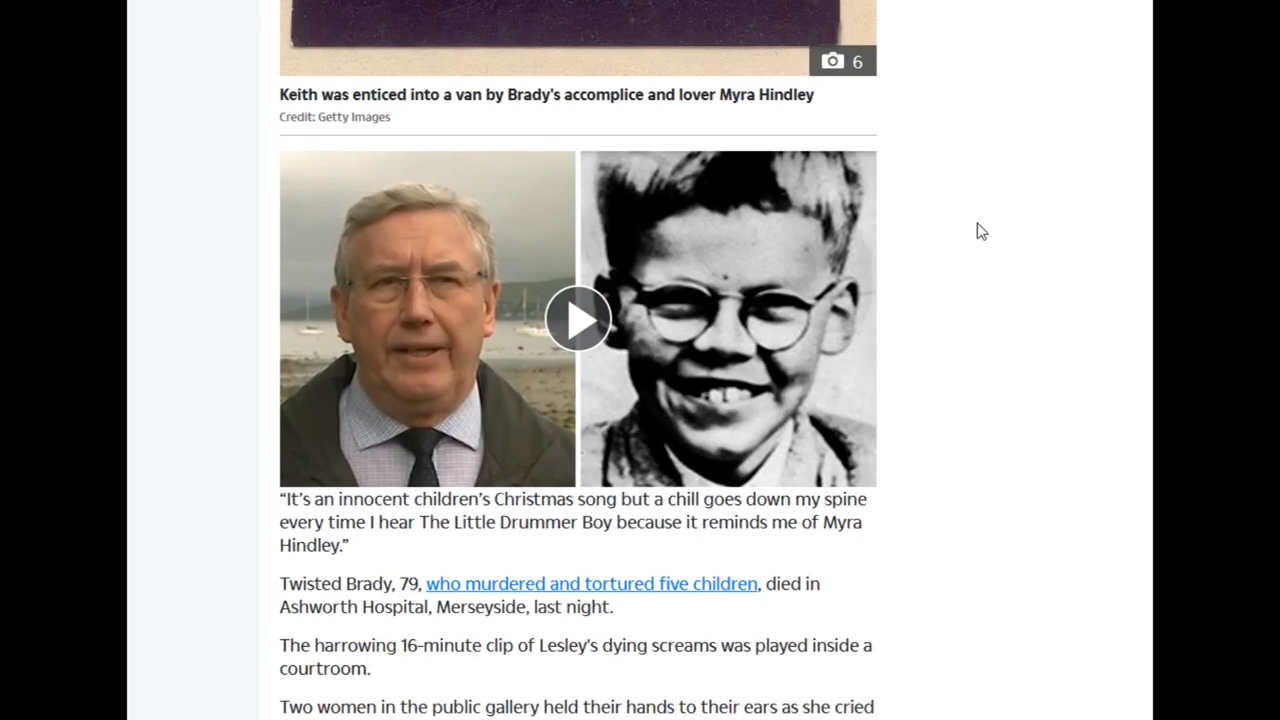 6
Keith was enticed into a van by Brady's accomplice and lover Myra Hindley
Credit: Getty Images
“It’s an innocent children’s Christmas song but a chill goes down my spine
every time I hear The Little Drummer Boy because it reminds me of Myra
Hindley.”
Twisted Brady, 79, who murdered and tortured five children, died in
Ashworth Hospital, Merseyside, last night.
The harrowing 16-minute clip of Lesley's dying screams was played inside a
courtroom.
Two women in the public gallery held their hands to their ears as she cried